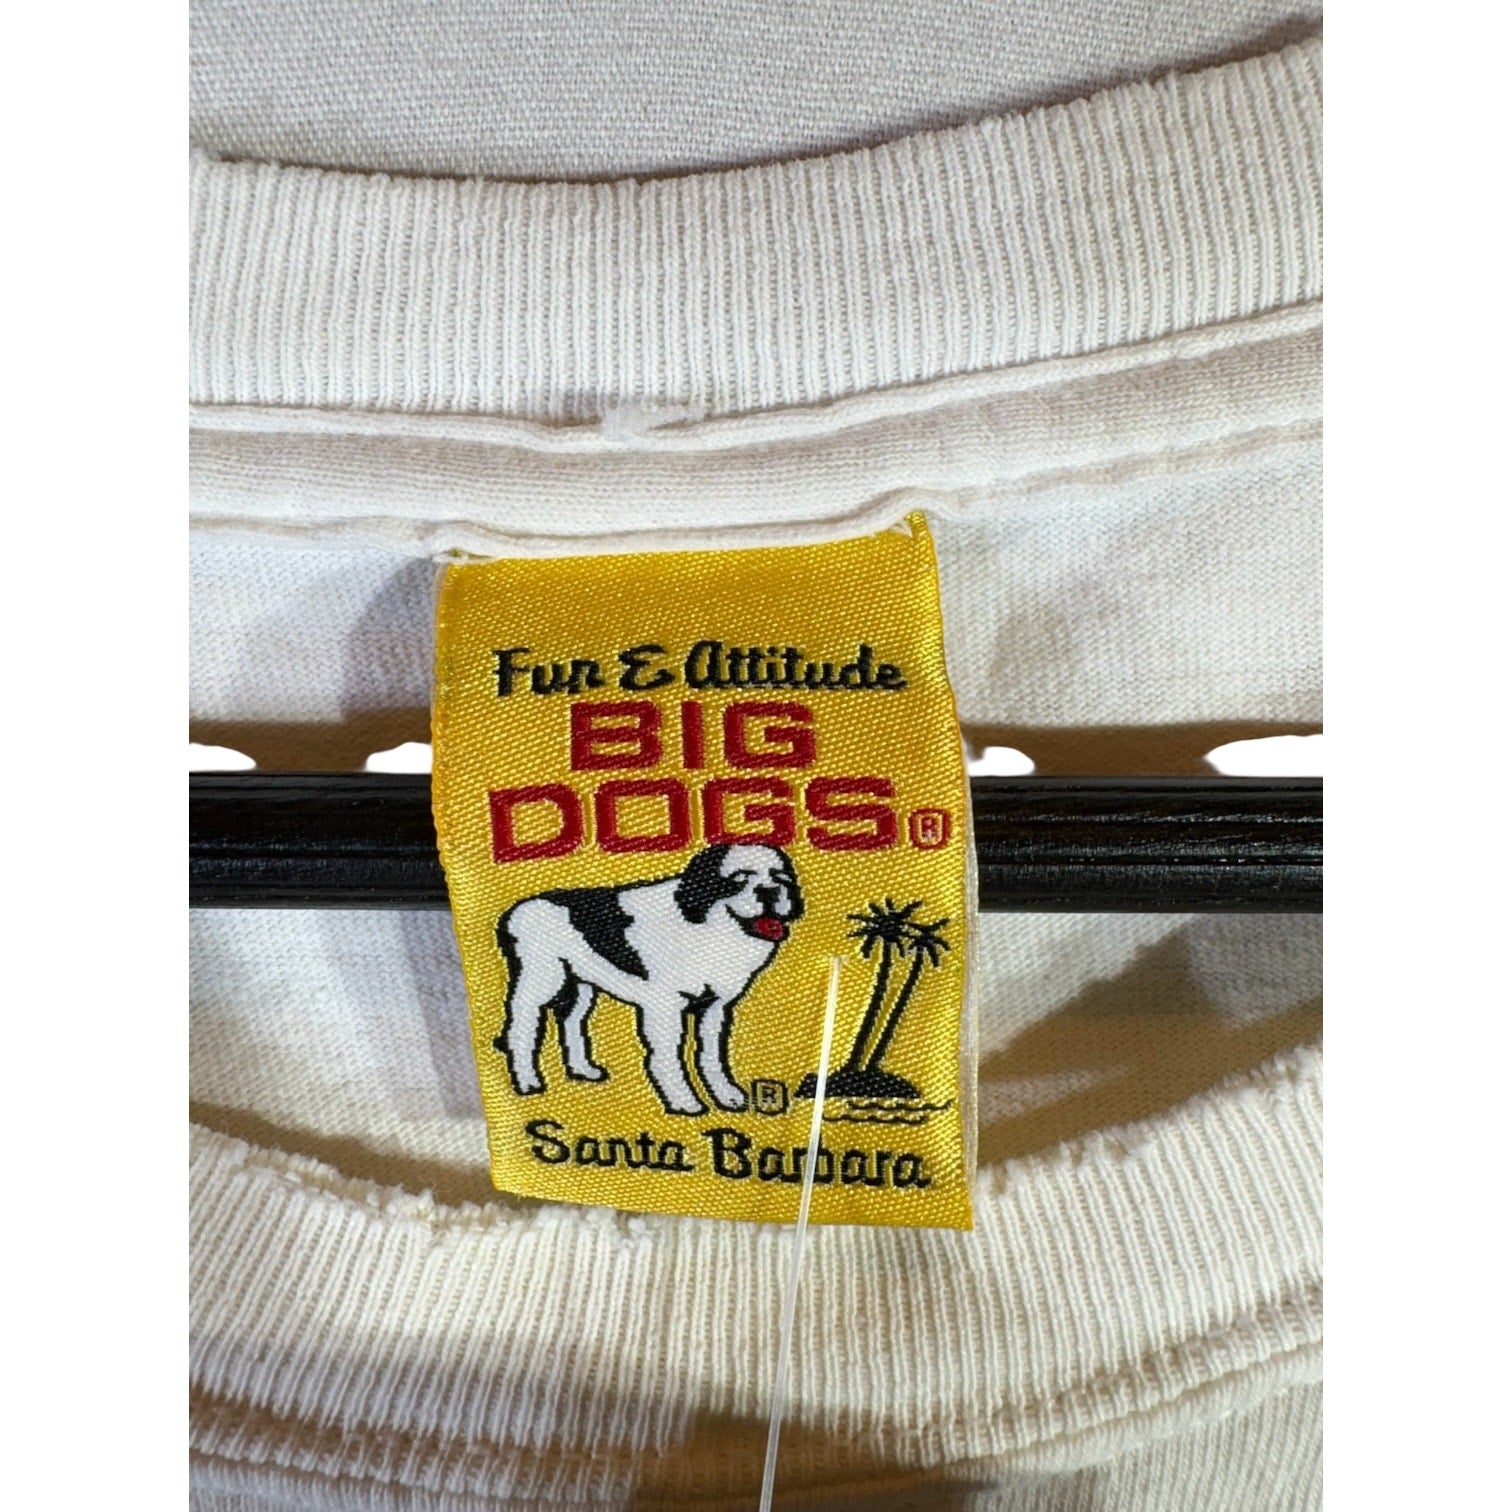 Fun & Attitude
BIG
DOGS®
®
Santa Barbara